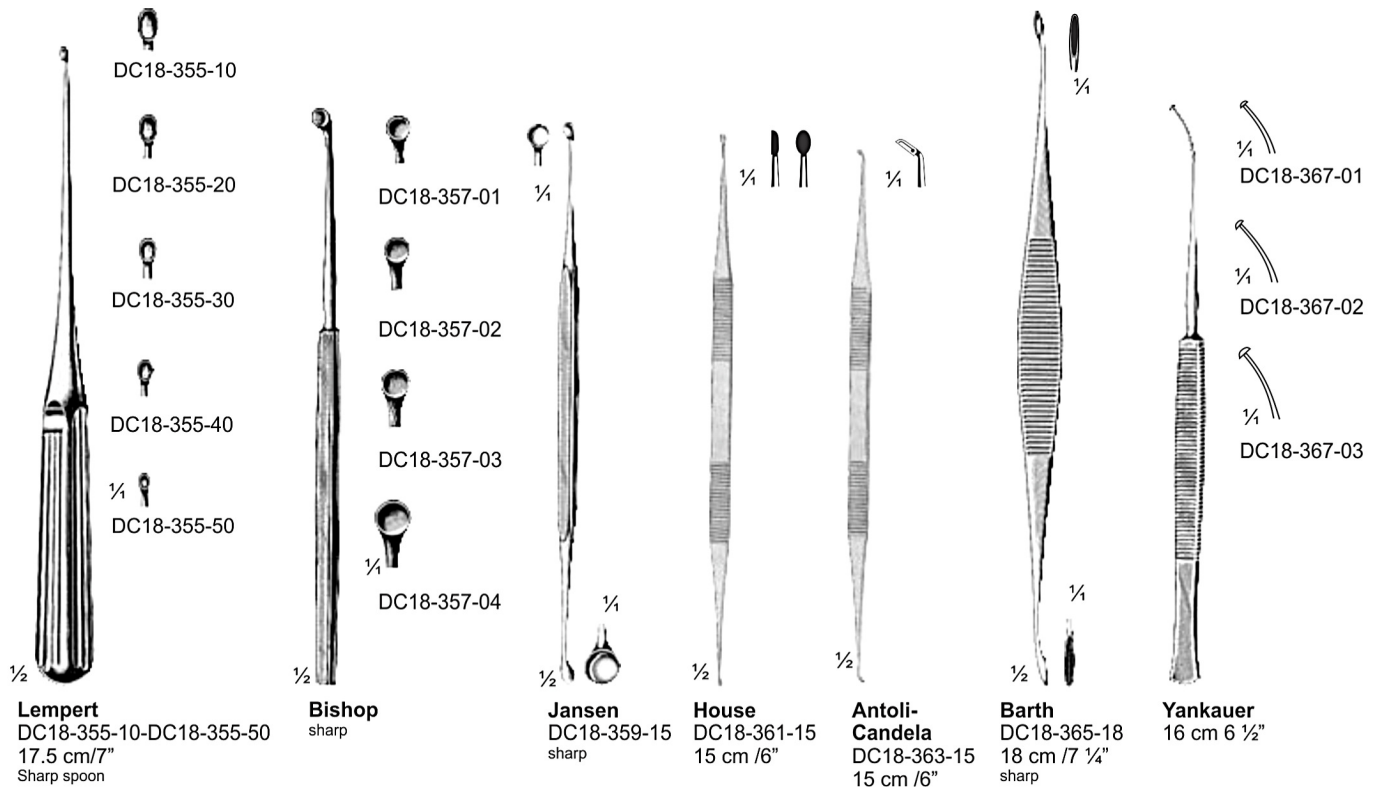 DC18-355-10
DC18-355-20
DC18-355-30
DC18-355-40
⅟₁
DC18-355-50
½
Lempert
DC18-355-10-DC18-355-50
17.5 cm/7”
Sharp spoon
DC18-357-01
DC18-357-02
DC18-357-03
⅟₁
DC18-357-04
½
Bishop
sharp
⅟₁
⅟₁
½
Jansen
DC18-359-15
sharp
⅟₁
½
House
DC18-361-15
15 cm /6”
⅟₁
½
Antoli-
Candela
DC18-363-15
15 cm /6”
⅟₁
⅟₁
½
Barth
DC18-365-18
18 cm /7 ¼”
sharp
⅟₁
DC18-367-01
⅟₁
DC18-367-02
⅟₁
DC18-367-03
Yankauer
16 cm 6 ½”